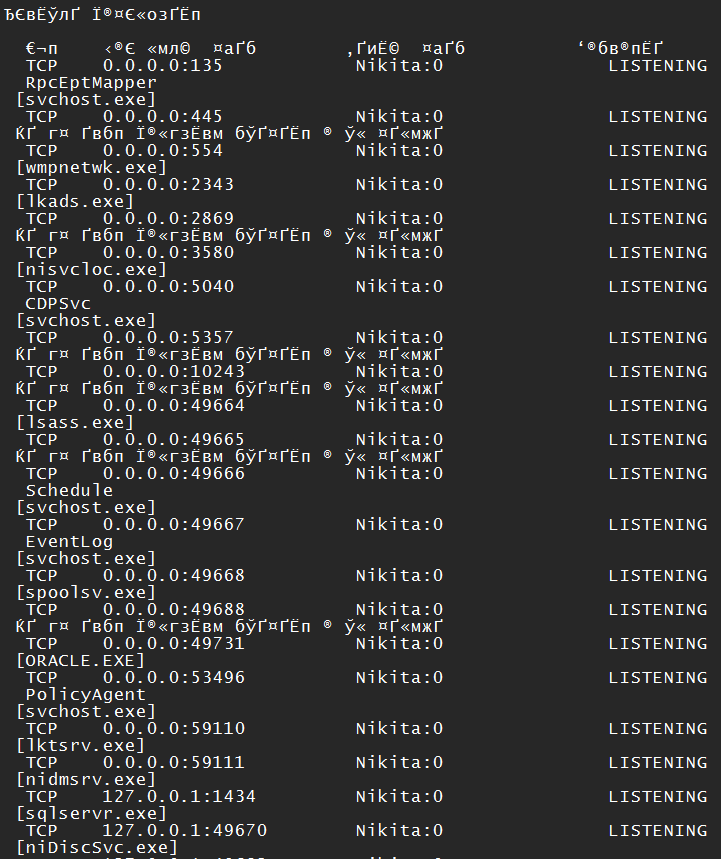 ЂЄвЁўлҐ Ї®¤Є«озҐЁп
€¬п ‹®Є «мл© ¤аҐб ‚ҐиЁ© ¤аҐб ‘®бв®пЁҐ
TCP 0.0.0.0:135 Nikita:0 LISTENING
RpcEptMapper
[svchost.exe]
TCP 0.0.0.0:445 Nikita:0 LISTENING
ЌҐ г¤ Ґвбп Ї®«гзЁвм бўҐ¤ҐЁп ® ў« ¤Ґ«мжҐ
TCP 0.0.0.0:554 Nikita:0 LISTENING
[wmpnetwk.exe]
TCP 0.0.0.0:2343 Nikita:0 LISTENING
[lkads.exe]
TCP 0.0.0.0:2869 Nikita:0 LISTENING
ЌҐ г¤ Ґвбп Ї®«гзЁвм бўҐ¤ҐЁп ® ў« ¤Ґ«мжҐ
TCP 0.0.0.0:3580 Nikita:0 LISTENING
[nisvcloc.exe]
TCP 0.0.0.0:5040 Nikita:0 LISTENING
CDPSvc
[svchost.exe]
TCP 0.0.0.0:5357 Nikita:0 LISTENING
ЌҐ г¤ Ґвбп Ї®«гзЁвм бўҐ¤ҐЁп ® ў« ¤Ґ«мжҐ
TCP 0.0.0.0:10243 Nikita:0 LISTENING
ЌҐ г¤ Ґвбп Ї®«гзЁвм бўҐ¤ҐЁп ® ў« ¤Ґ«мжҐ
TCP 0.0.0.0:49664 Nikita:0 LISTENING
[lsass.exe]
TCP 0.0.0.0:49665 Nikita:0 LISTENING
ЌҐ г¤ Ґвбп Ї®«гзЁвм бўҐ¤ҐЁп ® ў« ¤Ґ«мжҐ
TCP 0.0.0.0:49666 Nikita:0 LISTENING
Schedule
[svchost.exe]
TCP 0.0.0.0:49667 Nikita:0 LISTENING
EventLog
[svchost.exe]
TCP 0.0.0.0:49668 Nikita:0 LISTENING
[spoolsv.exe]
TCP 0.0.0.0:49688 Nikita:0 LISTENING
ЌҐ г¤ Ґвбп Ї®«гзЁвм бўҐ¤ҐЁп ® ў« ¤Ґ«мжҐ
TCP 0.0.0.0:49731 Nikita:0 LISTENING
[ORACLE.EXE]
TCP 0.0.0.0:53496 Nikita:0 LISTENING
PolicyAgent
[svchost.exe]
TCP 0.0.0.0:59110 Nikita:0 LISTENING
[lktsrv.exe]
TCP 0.0.0.0:59111 Nikita:0 LISTENING
[nidmsrv.exe]
TCP 127.0.0.1:1434 Nikita:0 LISTENING
[sqlservr.exe]
TCP 127.0.0.1:49670 Nikita:0 LISTENING
[niDiscSvc.exe]